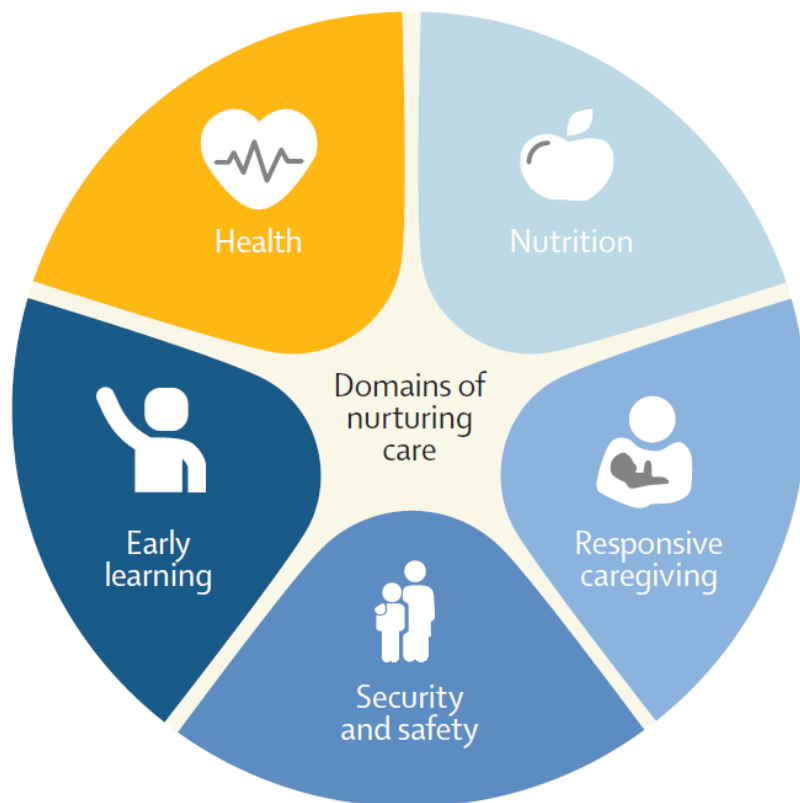 Health
Nutrition
Domains of
nurturing
care
Early
learning
Responsive
caregiving
Security
and safety